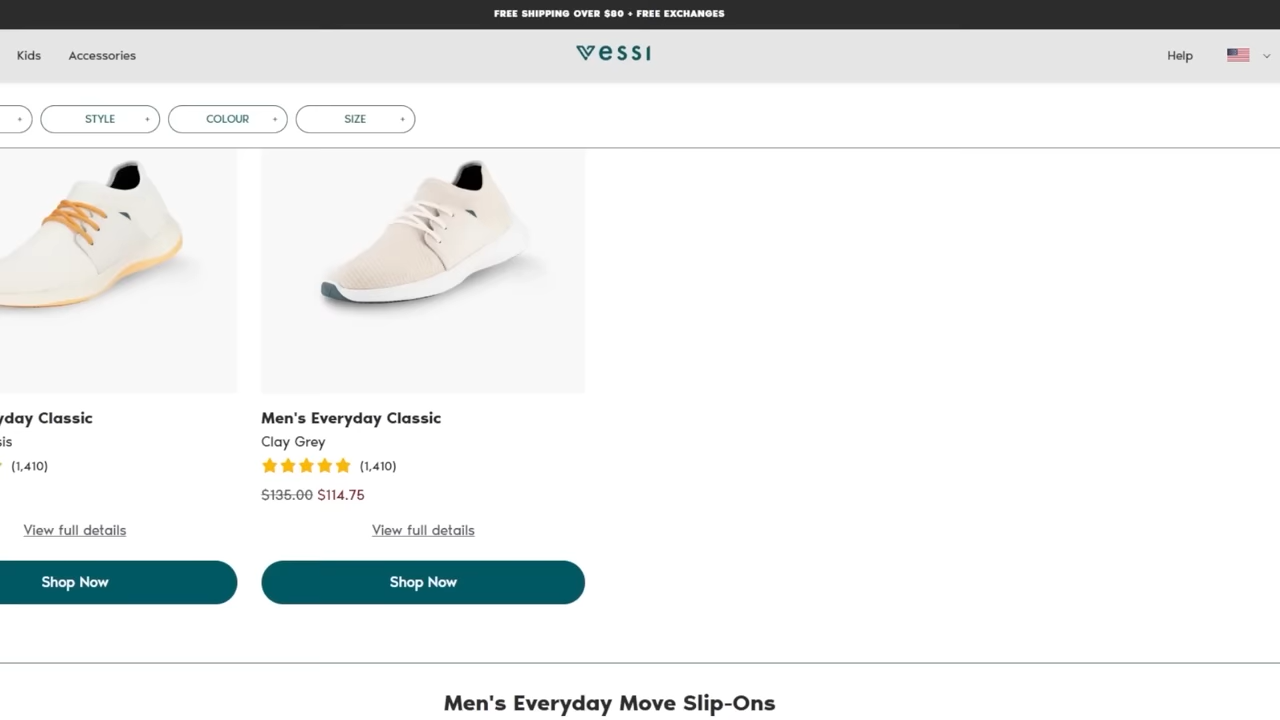 FREE SHIPPING OVER $80 + FREE EXCHANGES
Kids Accessories vessi Help
STYLE + COLOUR + SIZE +
yday Classic Men's Everyday Classic
sis Clay Grey
(1,410) (1,410)
$135.00 $114.75
View full details View full details
Shop Now Shop Now
Men's Everyday Move Slip-Ons